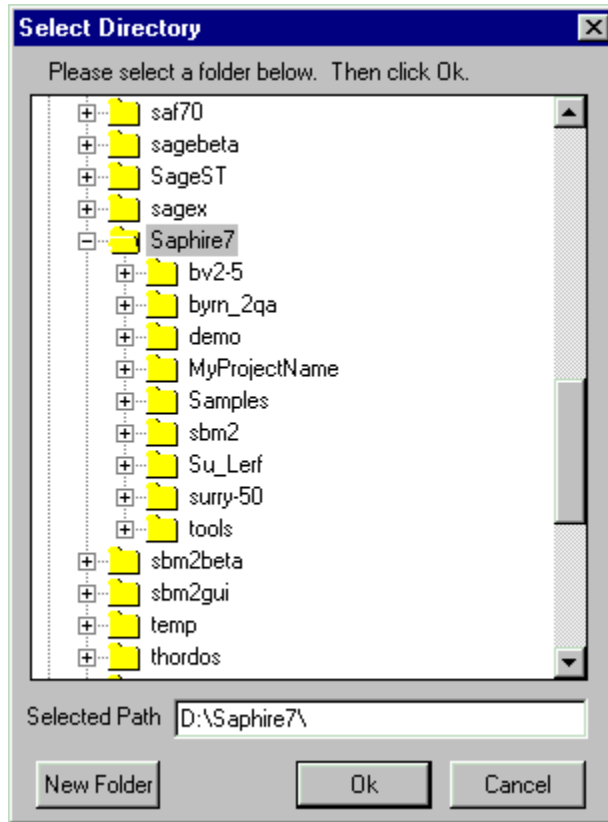 Select Directory
Please select a folder below. Then click Ok.
saf70
sagebeta
SageST
sagex
Saphire7
bv2-5
byrn_2qa
demo
MyProjectName
Samples
sbm2
Su_Lerf
surry-50
tools
sbm2beta
sbm2gui
temp
thordos
Selected Path D:\Saphire7\
New Folder Ok Cancel